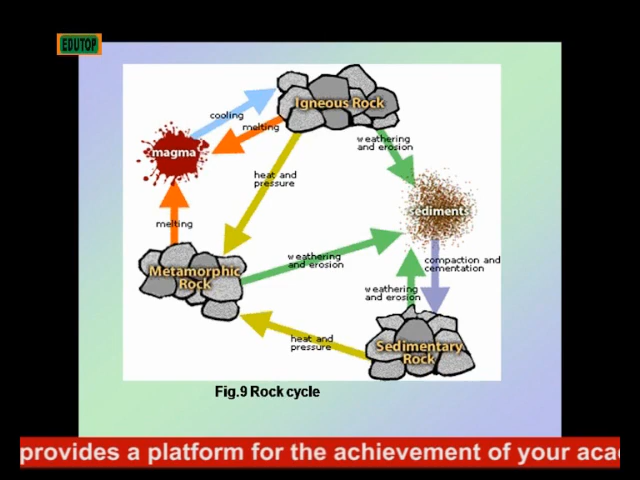 EDUTOP
Igneous Rock
cooling
melting
magma
weathering
and erosion
heat and
pressure
sediments
melting
weathering
and erosion
compaction and
cementation
Metamorphic
Rock
weathering
and erosion
heat and
pressure
Sedimentary
Rock
Fig.9 Rock cycle
provides a platform for the achievement of your aca